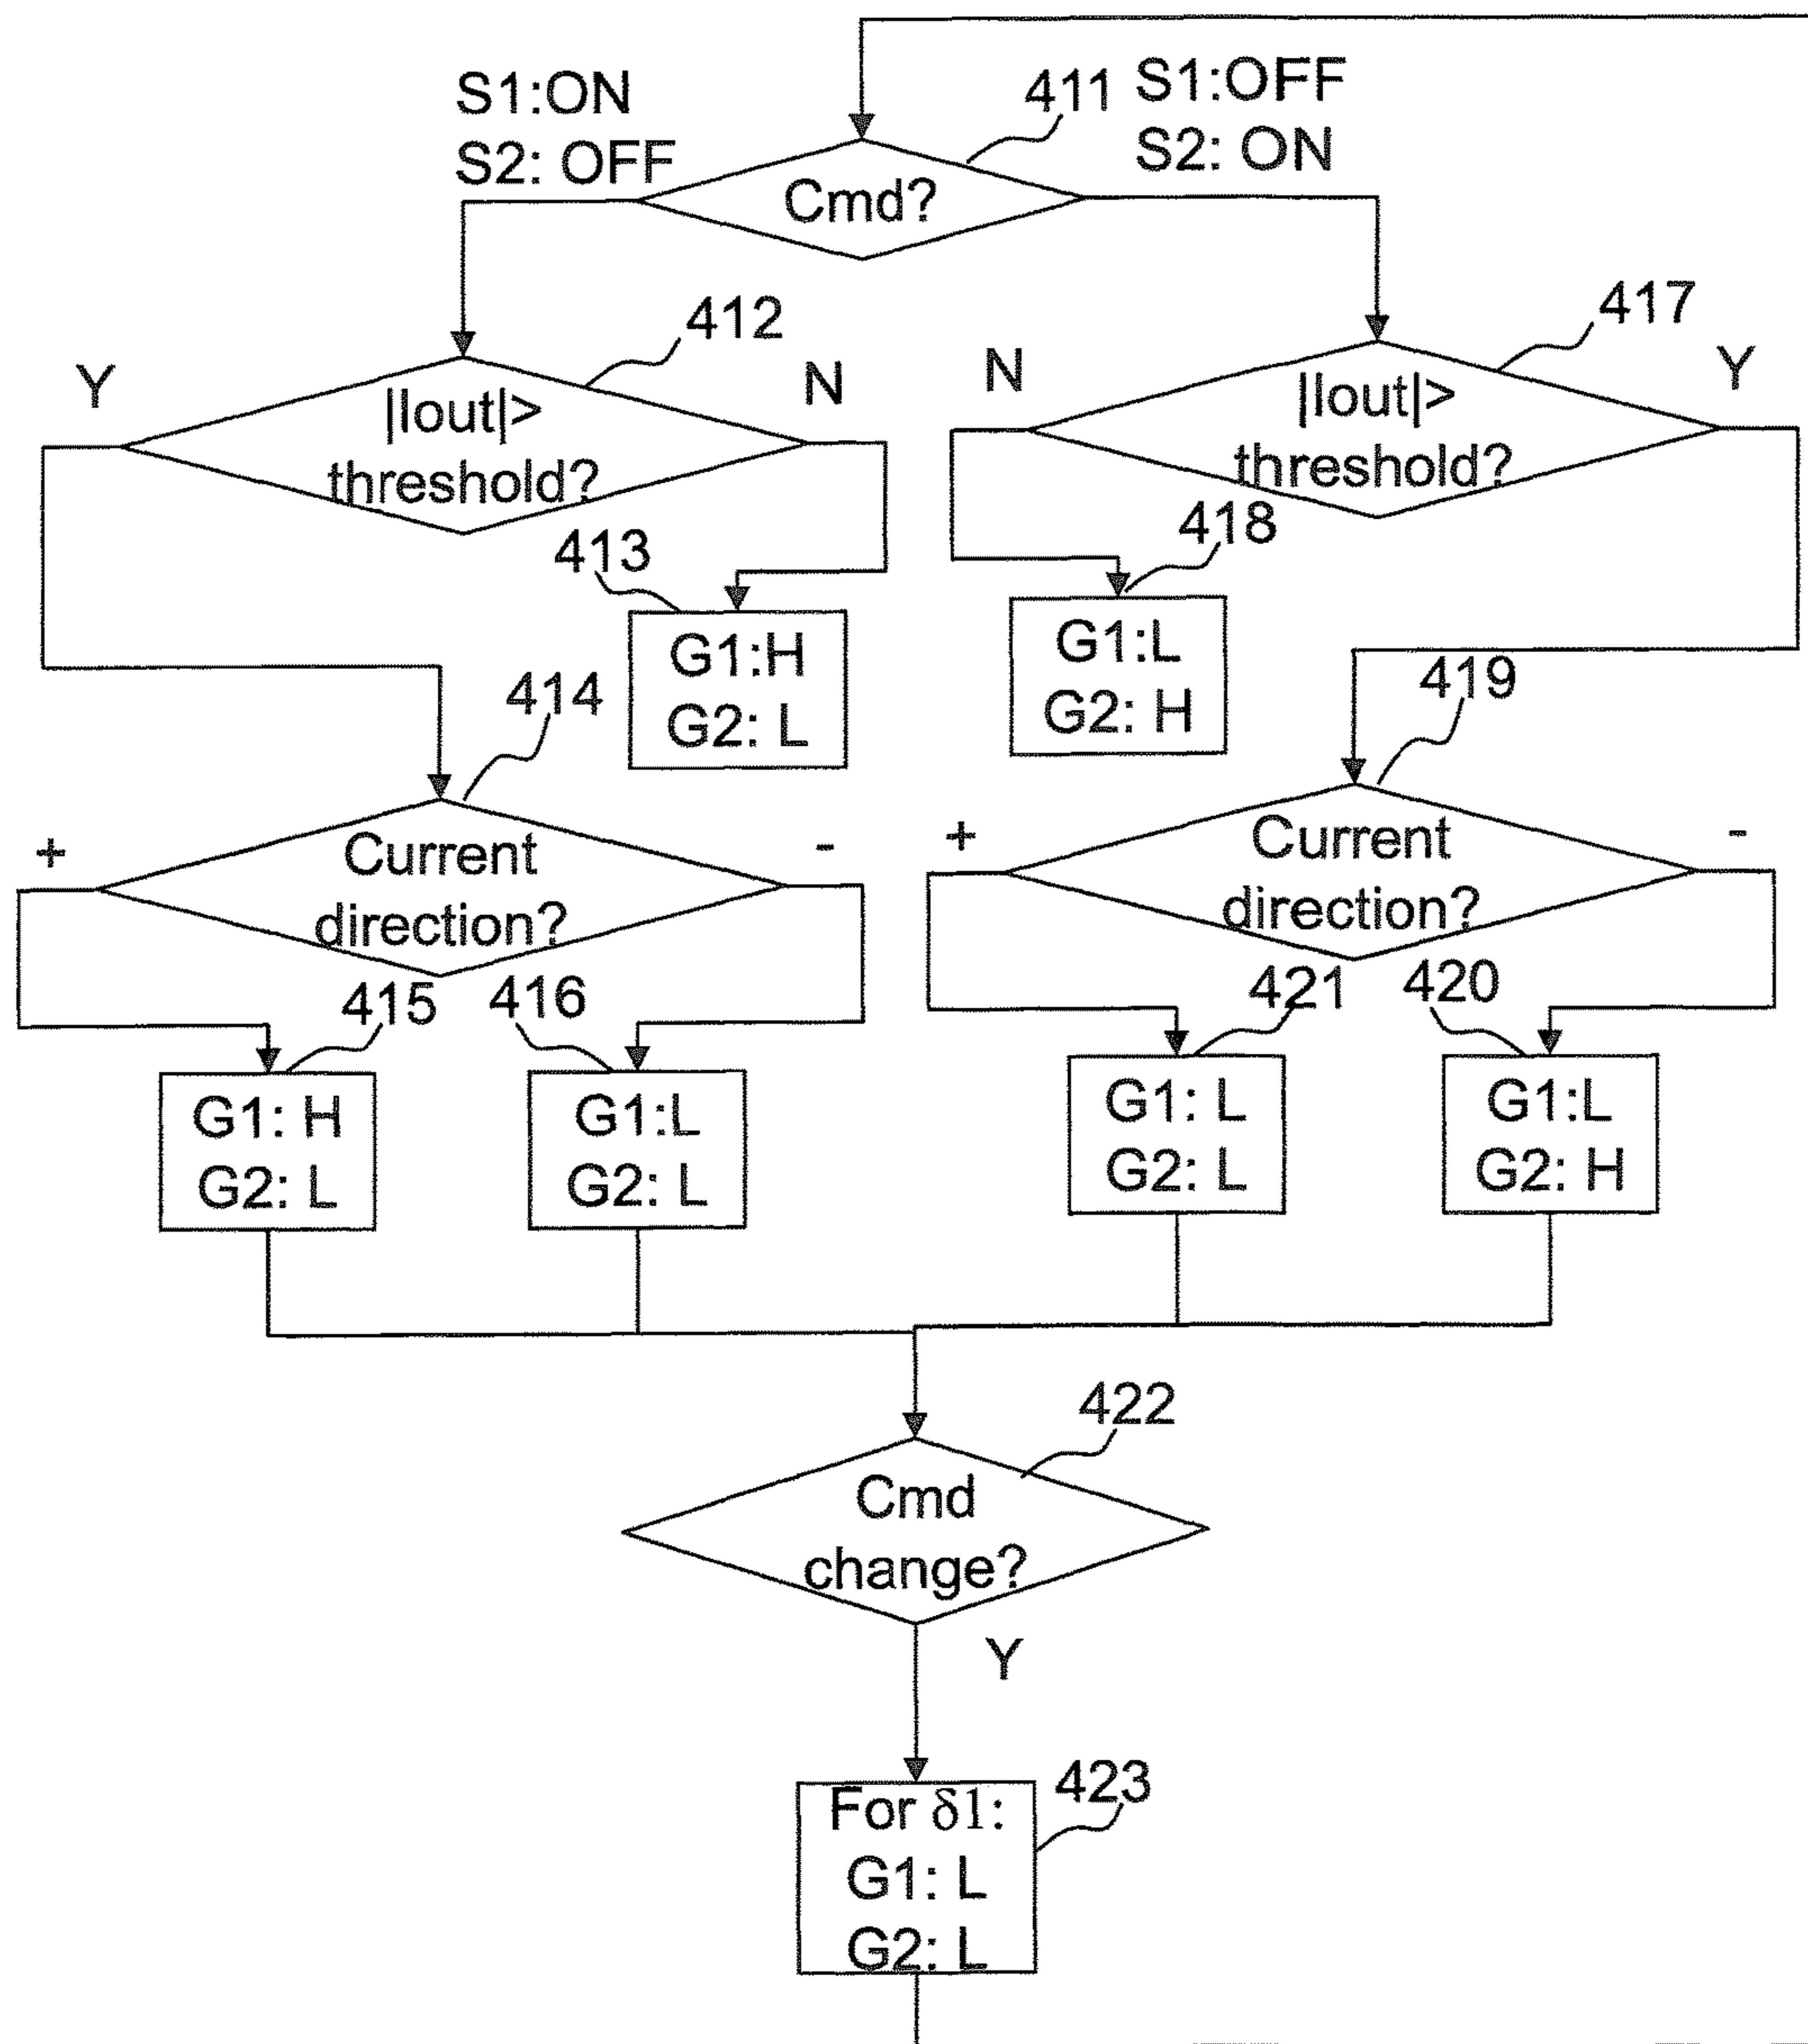 S1:ON
S2: OFF
411
S1:OFF
S2: ON
Cmd?
412
417
Y
N
N
Y
|Iout|>
threshold?
|Iout|>
threshold?
413
418
G1:H
G2: L
G1:L
G2: H
414
419
+
-
+
-
Current
direction?
Current
direction?
415
416
421
420
G1: H
G2: L
G1:L
G2: L
G1: L
G2: L
G1:L
G2: H
422
Cmd
change?
Y
423
For δ1:
G1: L
G2: L